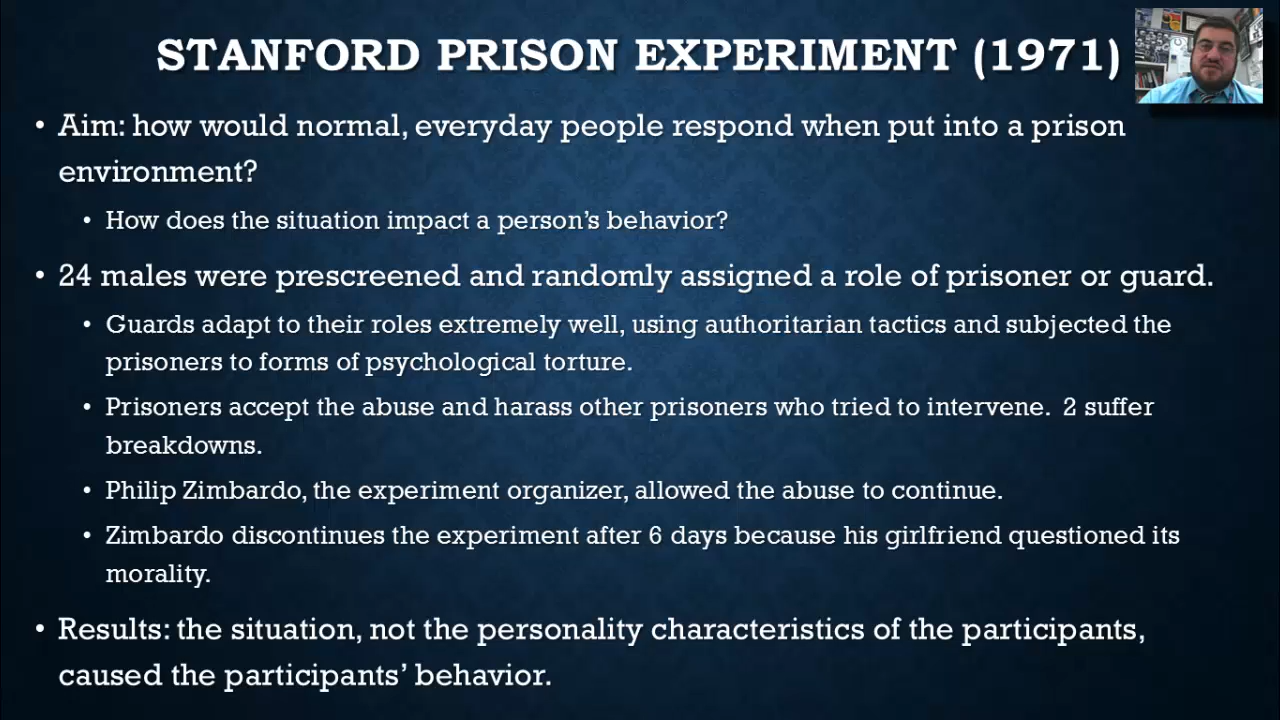 STANFORD PRISON EXPERIMENT (1971)
• Aim: how would normal, everyday people respond when put into a prison
environment?
• How does the situation impact a person's behavior?
• 24 males were prescreened and randomly assigned a role of prisoner or guard.
• Guards adapt to their roles extremely well, using authoritarian tactics and subjected the
prisoners to forms of psychological torture.
• Prisoners accept the abuse and harass other prisoners who tried to intervene.  2 suffer
breakdowns.
• Philip Zimbardo, the experiment organizer, allowed the abuse to continue.
• Zimbardo discontinues the experiment after 6 days because his girlfriend questioned its
morality.
• Results: the situation, not the personality characteristics of the participants,
caused the participants' behavior.